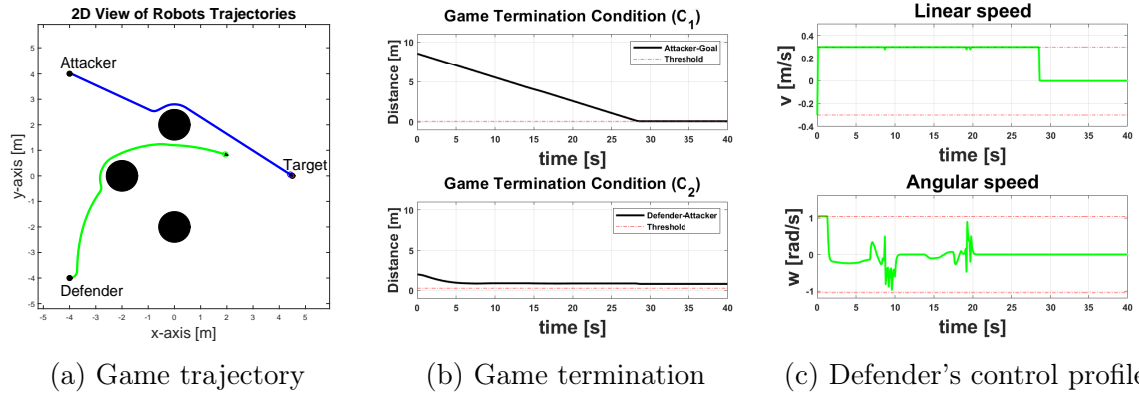 2D View of Robots Trajectories
5
4
3
2
1
0
-1
-2
-3
-4
-5
y-axis [m]
Attacker
Target
Defender
-5 -4 -3 -2 -1 0 1 2 3 4 5
x-axis [m]
(a) Game trajectory
Game Termination Condition (C1)
Distance [m]
10
5
0
Attacker-Goal
Threshold
0 5 10 15 20 25 30 35 40
time [s]
Game Termination Condition (C2)
Distance [m]
10
5
0
Defender-Attacker
Threshold
0 5 10 15 20 25 30 35 40
time [s]
(b) Game termination
Linear speed
v [m/s]
0.4
0.2
0
-0.2
-0.4
0 5 10 15 20 25 30 35 40
time [s]
Angular speed
w [rad/s]
1
0
-1
0 5 10 15 20 25 30 35 40
time [s]
(c) Defender's control profile